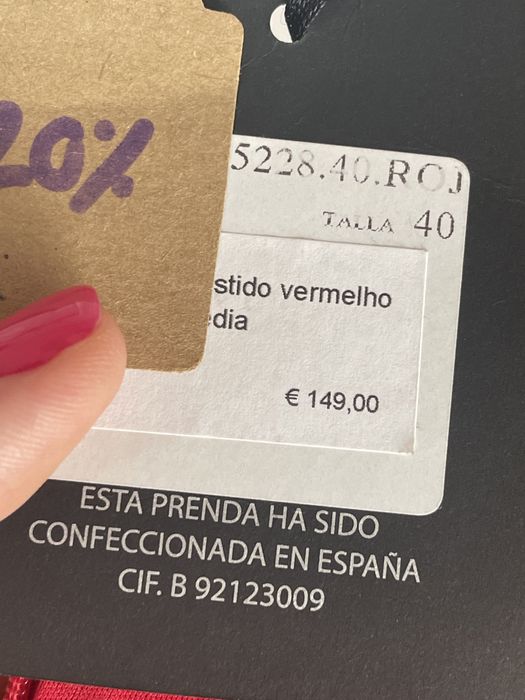 20%
5228.40.ROJ
TALLA 40
stido vermelho
dia
€ 149,00
ESTA PRENDA HA SIDO
CONFECCIONADA EN ESPAÑA
CIF. B 92123009